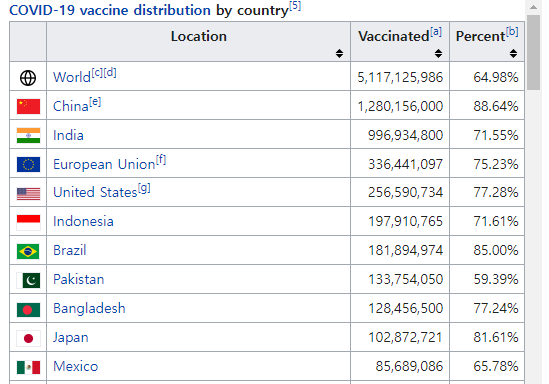 COVID-19 vaccine distribution by country[5]
Location Vaccinated[a] Percent[b]
World[c][d] 5,117,125,986 64.98%
China[e] 1,280,156,000 88.64%
India 996,934,800 71.55%
European Union[f] 336,441,097 75.23%
United States[g] 256,590,734 77.28%
Indonesia 197,910,765 71.61%
Brazil 181,894,974 85.00%
Pakistan 133,754,050 59.39%
Bangladesh 128,456,500 77.24%
Japan 102,872,721 81.61%
Mexico 85,689,086 65.78%